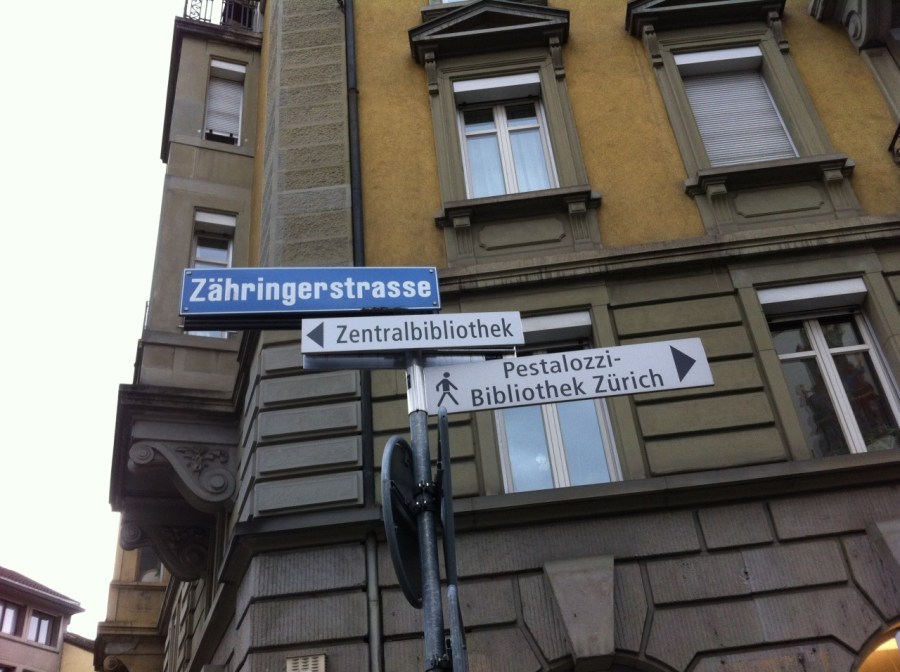 Zähringerstrasse
Zentralbibliothek
Pestalozzi-
Bibliothek Zürich